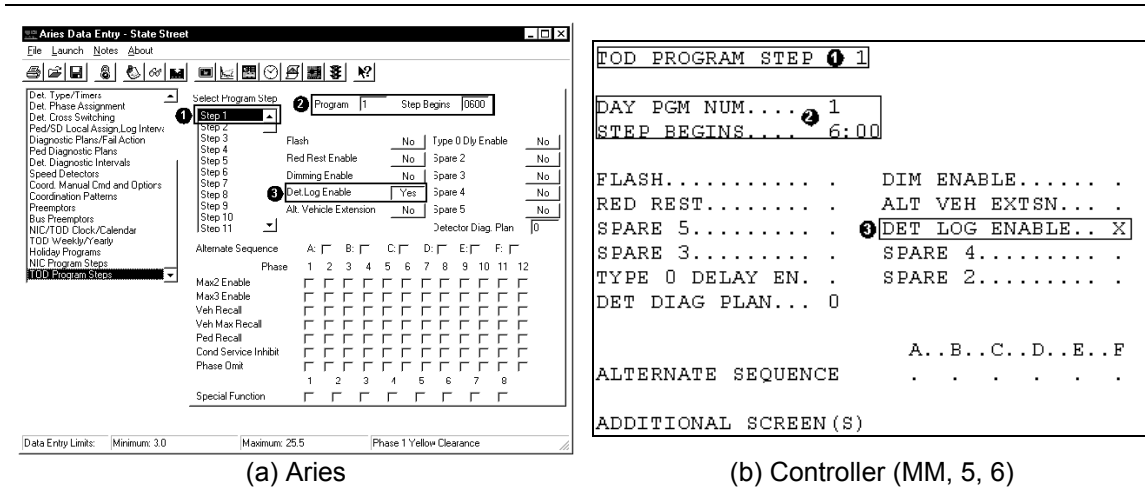 Aries Data Entry - State Street
File Launch Notes About
Det. Type/Timers
Det. Phase Assignment
Det. Cross Switching
Ped/SD Local Assign,Log Interva
Diagnostic Plans/Fail Action
Ped Diagnostic Plans
Det. Diagnostic Intervals
Speed Detectors
Coord. Manual Cmd and Options
Coordination Patterns
Preemptors
Bus Preemptors
NIC/TOD Clock/Calendar
TOD Weekly/Yearly
Holiday Programs
NIC Program Steps
TOD Program Steps
Select Program Step
1 Step 1
Step 2
Step 3
Step 4
Step 5
Step 6
Step 7
Step 8
Step 9
Step 10
Step 11
2 Program 1 Step Begins 0600
Flash No Type 0 Dly Enable No
Red Rest Enable No Spare 2 No
Dimming Enable No Spare 3 No
3 Det.Log Enable Yes Spare 4 No
Alt. Vehicle Extension No Spare 5 No
Detector Diag. Plan 0
Alternate Sequence A: B: C: D: E: F:
Phase 1 2 3 4 5 6 7 8 9 10 11 12
Max2 Enable
Max3 Enable
Veh Recall
Veh Max Recall
Ped Recall
Cond Service Inhibit
Phase Omit
1 2 3 4 5 6 7 8
Special Function
Data Entry Limits: Minimum: 3.0 Maximum: 25.5 Phase 1 Yellow Clearance
(a) Aries
TOD PROGRAM STEP 1 1
DAY PGM NUM.... 1
2
STEP BEGINS.... 6:00
FLASH........... . DIM ENABLE....... .
RED REST........ . ALT VEH EXTSN... .
SPARE 5......... . 3 DET LOG ENABLE.. X
SPARE 3......... . SPARE 4......... .
TYPE 0 DELAY EN. . SPARE 2......... .
DET DIAG PLAN... 0
A..B..C..D..E..F
ALTERNATE SEQUENCE . . . . . .
ADDITIONAL SCREEN(S)
(b) Controller (MM, 5, 6)